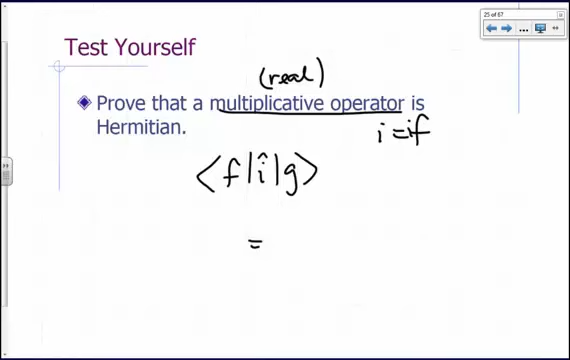 25 of 67
Test Yourself
(real)
Prove that a multiplicative operator is
Hermitian.
i = if
<f|î|g>
=